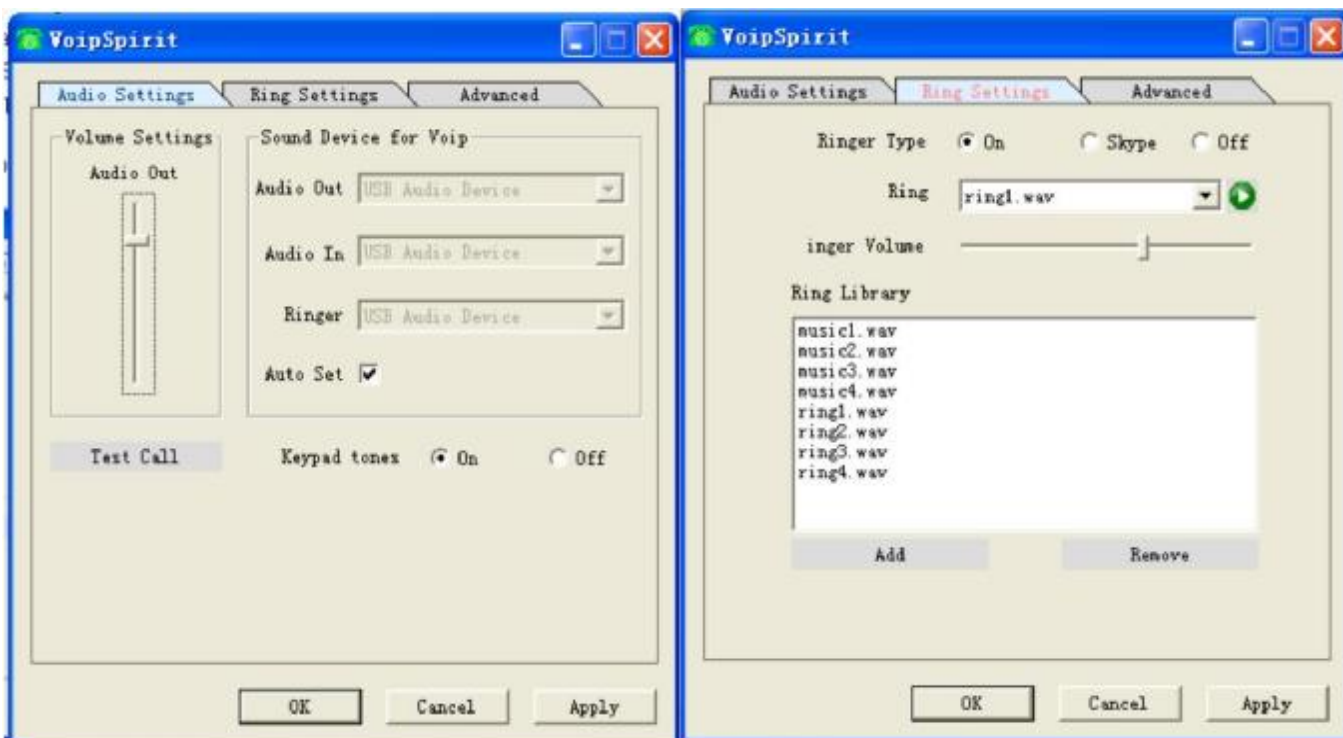 VoipSpirit
Audio Settings Ring Settings Advanced
Volume Settings
Audio Out
Sound Device for Voip
Audio Out USB Audio Device
Audio In USB Audio Device
Ringer USB Audio Device
Auto Set
Test Call
Keypad tones On Off
OK Cancel Apply
VoipSpirit
Audio Settings Ring Settings Advanced
Ringer Type On Skype Off
Ring ring1.wav
inger Volume
Ring Library
music1.wav
music2.wav
music3.wav
music4.wav
ring1.wav
ring2.wav
ring3.wav
ring4.wav
Add Remove
OK Cancel Apply